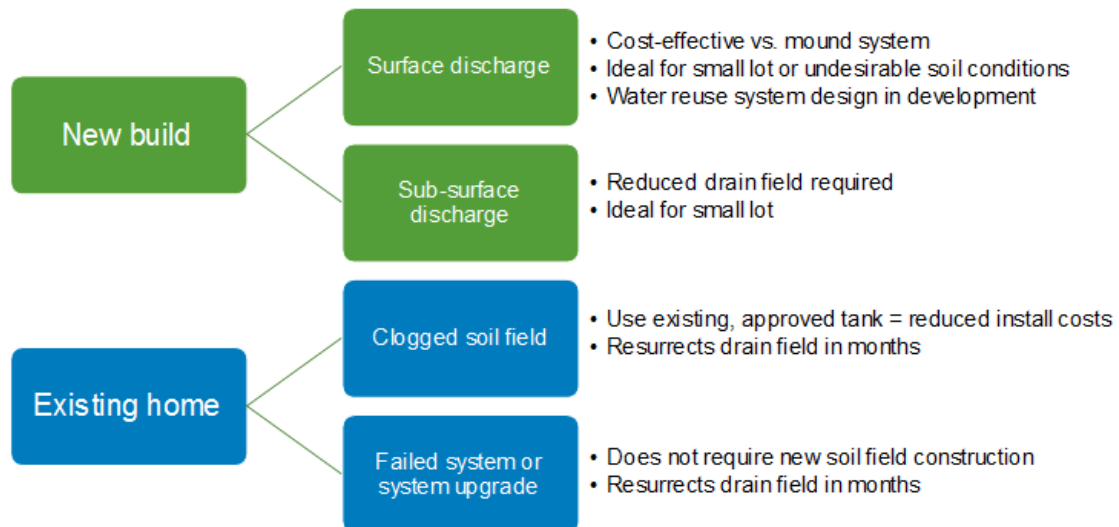 New build
Surface discharge
• Cost-effective vs. mound system
• Ideal for small lot or undesirable soil conditions
• Water reuse system design in development
Sub-surface
discharge
• Reduced drain field required
• Ideal for small lot
Existing home
Clogged soil field
• Use existing, approved tank = reduced install costs
• Resurrects drain field in months
Failed system or
system upgrade
• Does not require new soil field construction
• Resurrects drain field in months